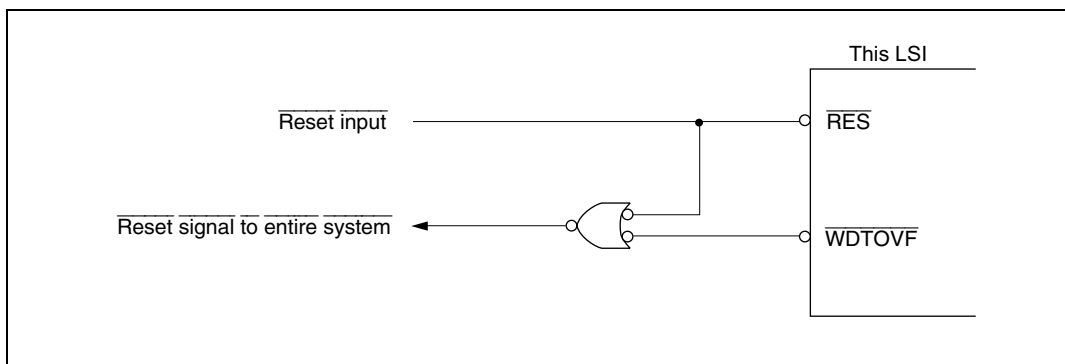 This LSI
Reset input
RES
Reset signal to entire system
WDTOVF